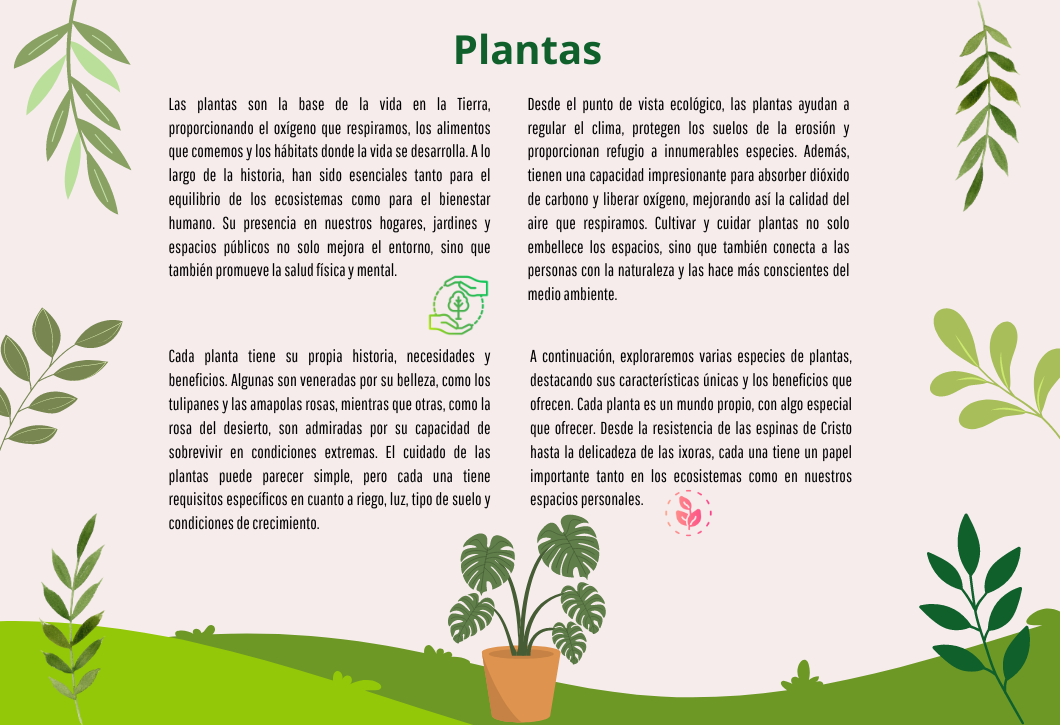 Plantas
Las plantas son la base de la vida en la Tierra,
proporcionando el oxígeno que respiramos, los alimentos
que comemos y los hábitats donde la vida se desarrolla. A lo
largo de la historia, han sido esenciales tanto para el
equilibrio de los ecosistemas como para el bienestar
humano. Su presencia en nuestros hogares, jardines y
espacios públicos no solo mejora el entorno, sino que
también promueve la salud física y mental.
Cada planta tiene su propia historia, necesidades y
beneficios. Algunas son veneradas por su belleza, como los
tulipanes y las amapolas rosas, mientras que otras, como la
rosa del desierto, son admiradas por su capacidad de
sobrevivir en condiciones extremas. El cuidado de las
plantas puede parecer simple, pero cada una tiene
requisitos específicos en cuanto a riego, luz, tipo de suelo y
condiciones de crecimiento.
Desde el punto de vista ecológico, las plantas ayudan a
regular el clima, protegen los suelos de la erosión y
proporcionan refugio a innumerables especies. Además,
tienen una capacidad impresionante para absorber dióxido
de carbono y liberar oxígeno, mejorando así la calidad del
aire que respiramos. Cultivar y cuidar plantas no solo
embellece los espacios, sino que también conecta a las
personas con la naturaleza y las hace más conscientes del
medio ambiente.
A continuación, exploraremos varias especies de plantas,
destacando sus características únicas y los beneficios que
ofrecen. Cada planta es un mundo propio, con algo especial
que ofrecer. Desde la resistencia de las espinas de Cristo
hasta la delicadeza de las ixoras, cada una tiene un papel
importante tanto en los ecosistemas como en nuestros
espacios personales.